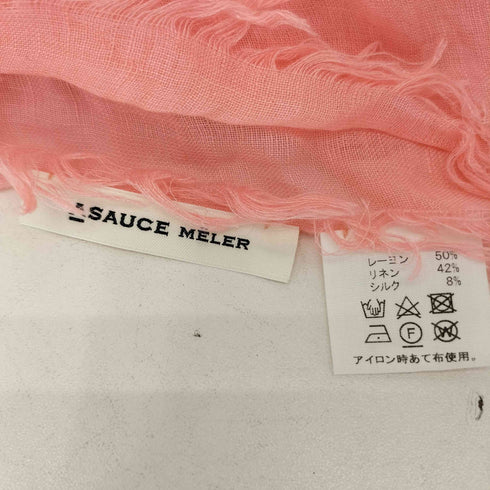 LA SAUCE MELER
レーヨン 50%
リネン 42%
シルク 8%
F
W
アイロン時あて布使用。